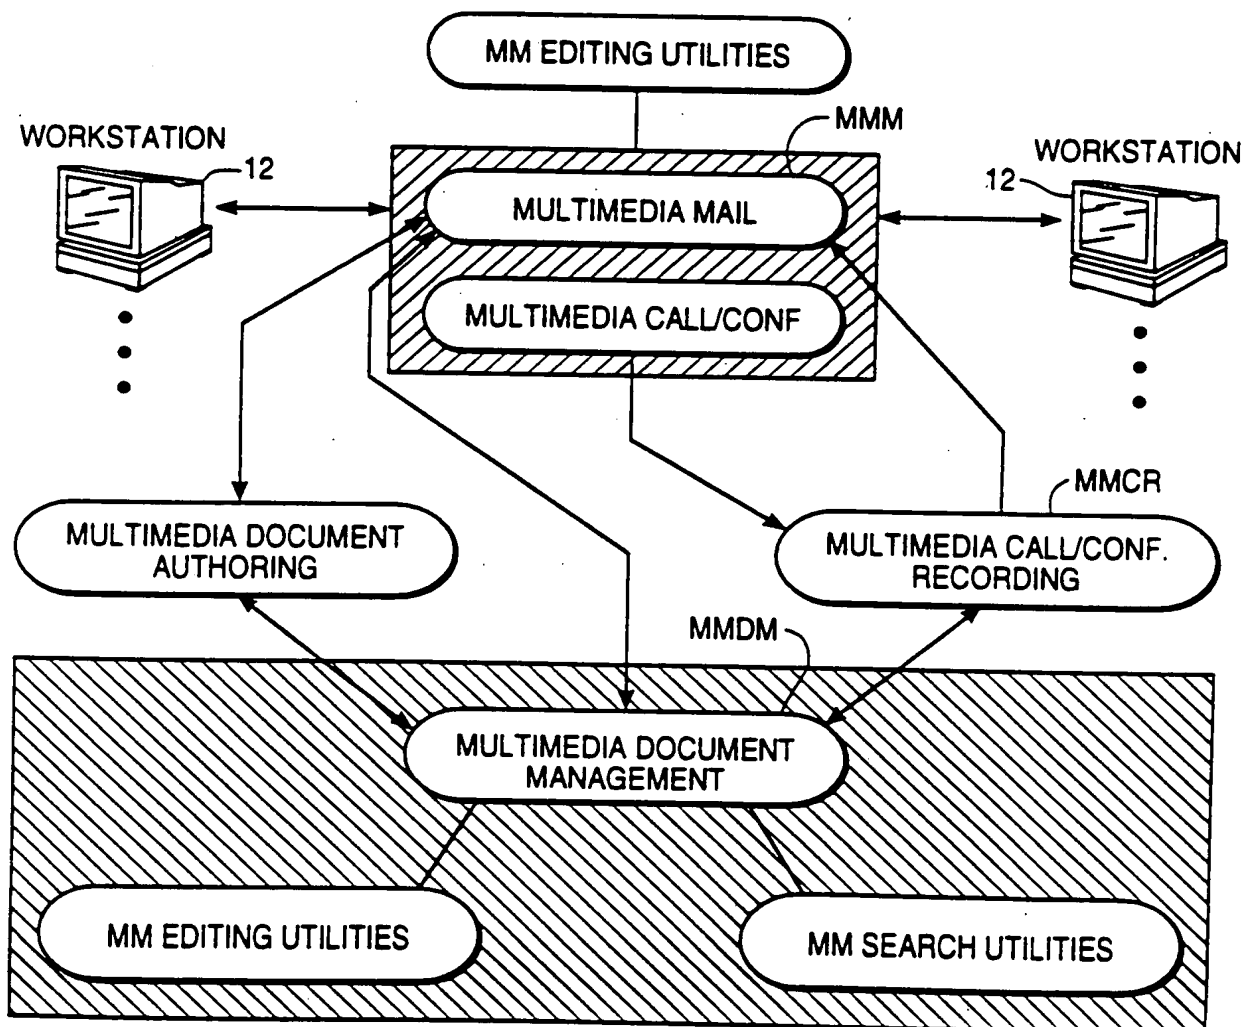 MM EDITING UTILITIES
MMM
WORKSTATION
12
WORKSTATION
12
MULTIMEDIA MAIL
MULTIMEDIA CALL/CONF
MMCR
MULTIMEDIA DOCUMENT
AUTHORING
MULTIMEDIA CALL/CONF.
RECORDING
MMDM
MULTIMEDIA DOCUMENT
MANAGEMENT
MM EDITING UTILITIES
MM SEARCH UTILITIES